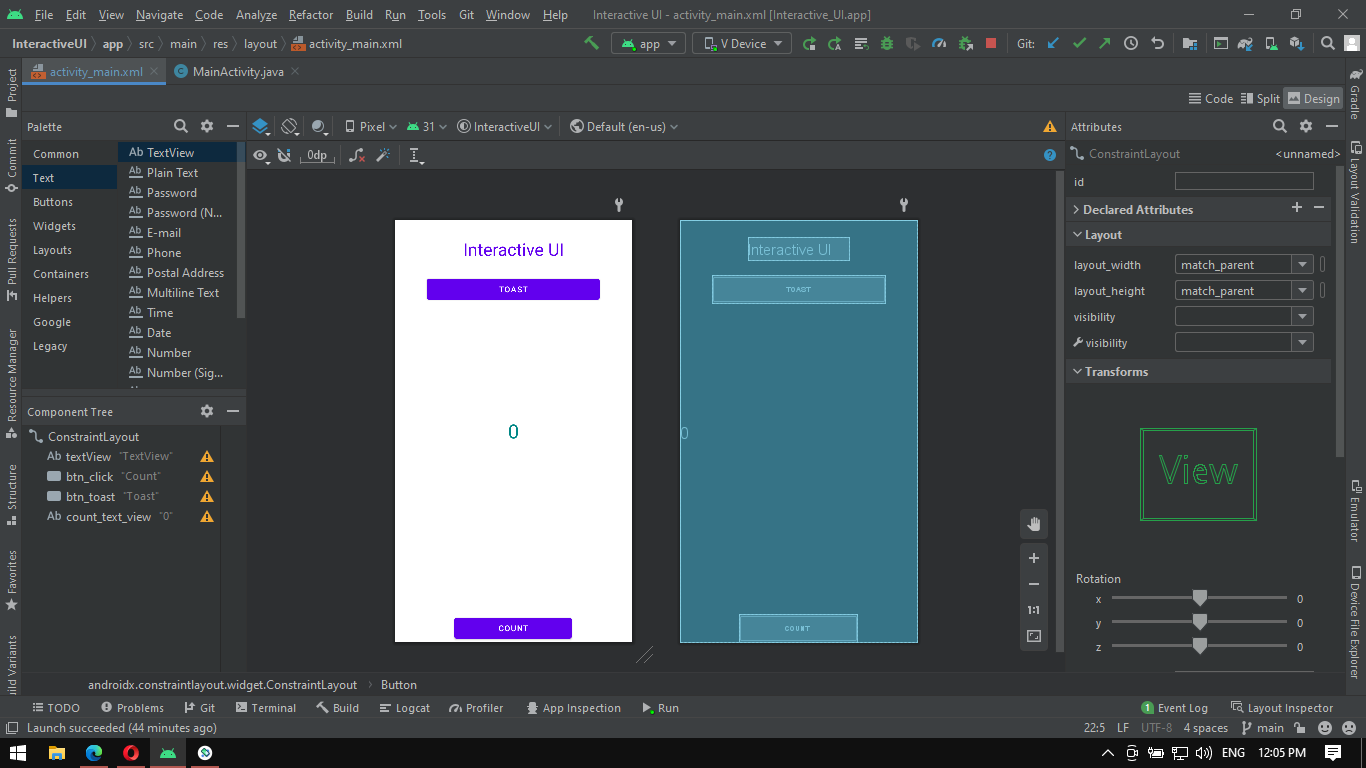 File Edit View Navigate Code Analyze Refactor Build Run Tools Git Window Help Interactive UI - activity_main.xml [Interactive_UI.app]
InteractiveUI app src main res layout activity_main.xml app V Device Git:
activity_main.xml MainActivity.java
Code Split Design
Palette Pixel 31 InteractiveUI Default (en-us) Attributes
0dp ConstraintLayout <unnamed>
Common
Text
Buttons
Widgets
Layouts
Containers
Helpers
Google
Legacy
Ab TextView
Ab Plain Text
Ab Password
Ab Password (N...
Ab E-mail
Ab Phone
Ab Postal Address
Ab Multiline Text
Ab Time
Ab Date
Ab Number
Ab Number (Sig...
Component Tree
ConstraintLayout
Ab textView "TextView"
btn_click "Count"
btn_toast "Toast"
Ab count_text_view "0"
Interactive UI
TOAST
0
COUNT
Interactive UI
TOAST
0
COUNT
1:1
id
Declared Attributes
Layout
layout_width match_parent
layout_height match_parent
visibility
visibility
Transforms
View
Rotation
x 0
y 0
z 0
Project
Commit
Pull Requests
Resource Manager
Structure
Favorites
ild Variants
Gradle
Layout Validation
Emulator
Device File Explorer
androidx.constraintlayout.widget.ConstraintLayout Button
TODO Problems Git Terminal Build Logcat Profiler App Inspection Run 1 Event Log Layout Inspector
Launch succeeded (44 minutes ago) 22:5 LF UTF-8 4 spaces main
ENG 12:05 PM